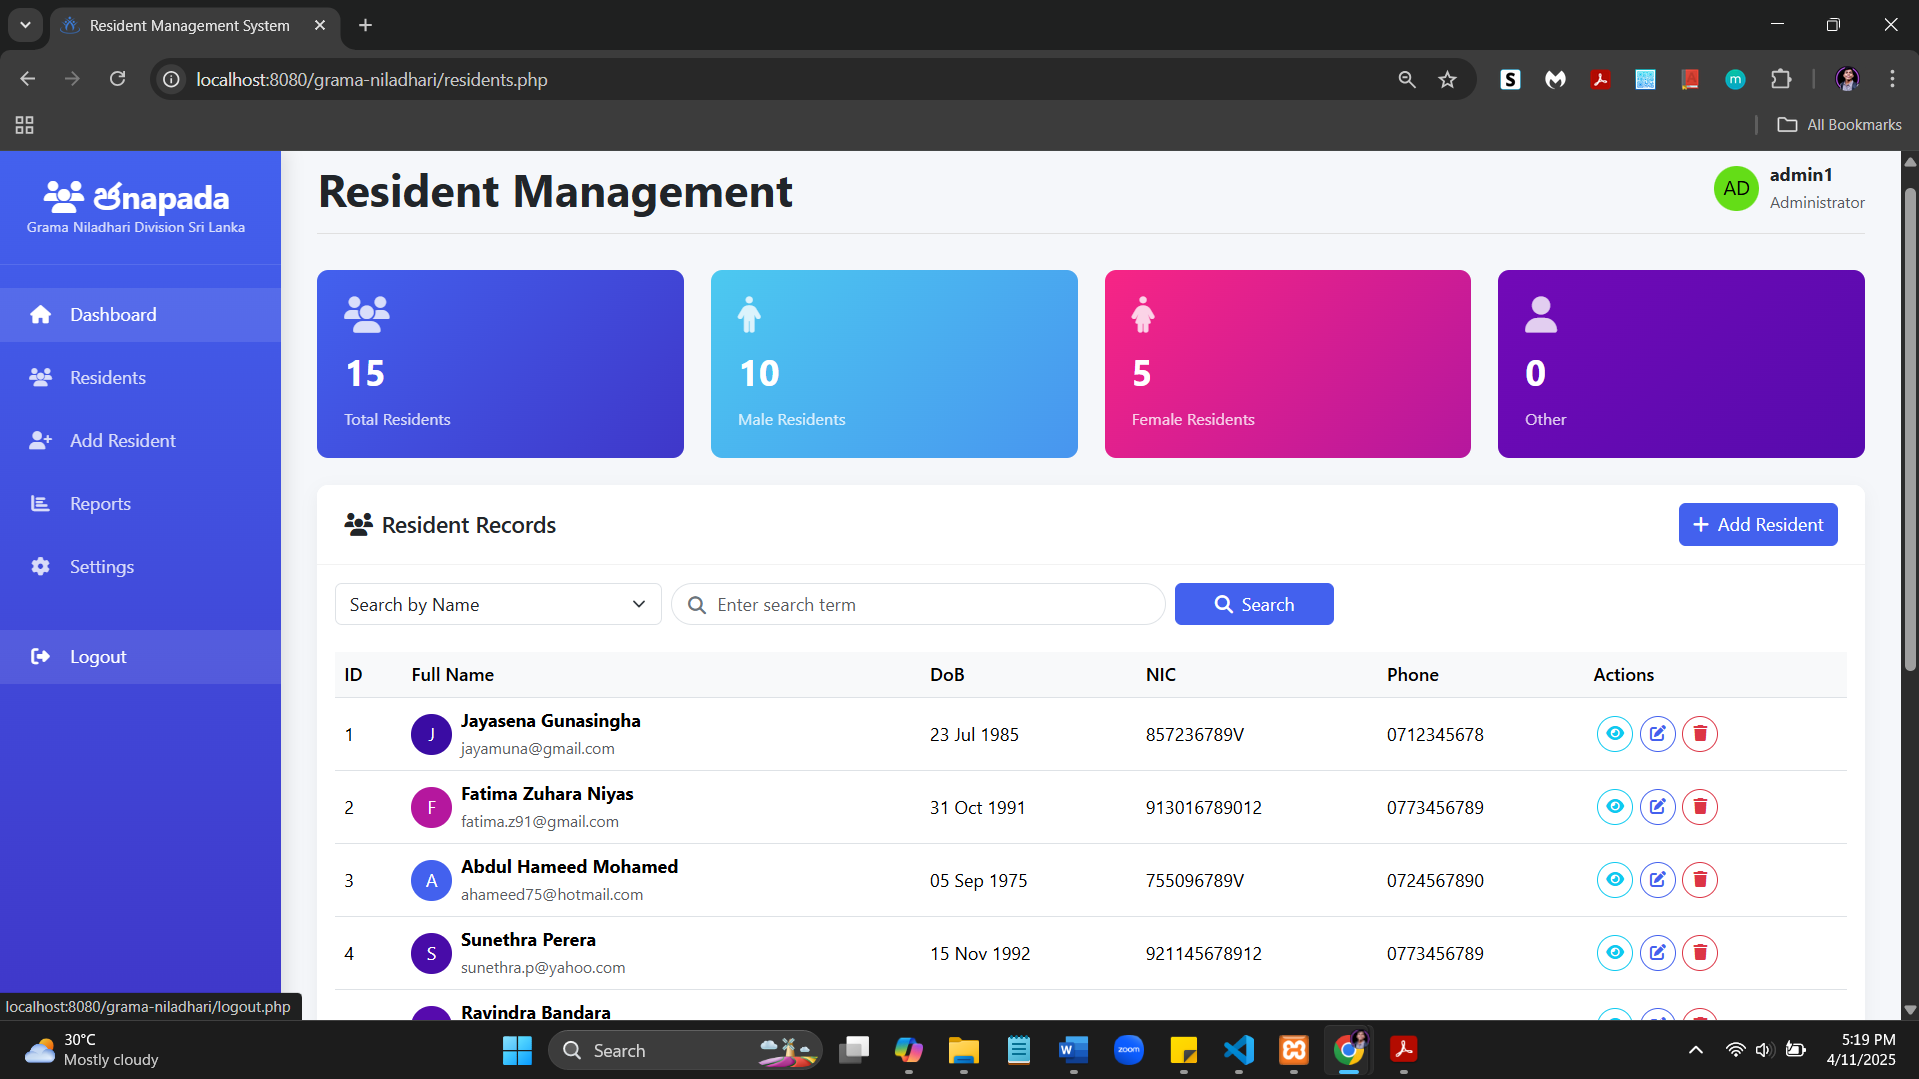 Resident Management System
localhost:8080/grama-niladhari/residents.php
All Bookmarks
ජnapada
Grama Niladhari Division Sri Lanka
Dashboard
Residents
Add Resident
Reports
Settings
Logout
Resident Management
AD
admin1
Administrator
15
Total Residents
10
Male Residents
5
Female Residents
0
Other
Resident Records
Add Resident
Search by Name
Enter search term
Search
ID Full Name DoB NIC Phone Actions
1 J Jayasena Gunasingha 23 Jul 1985 857236789V 0712345678
jayamuna@gmail.com
2 F Fatima Zuhara Niyas 31 Oct 1991 913016789012 0773456789
fatima.z91@gmail.com
3 A Abdul Hameed Mohamed 05 Sep 1975 755096789V 0724567890
ahameed75@hotmail.com
4 S Sunethra Perera 15 Nov 1992 921145678912 0773456789
sunethra.p@yahoo.com
Ravindra Bandara
localhost:8080/grama-niladhari/logout.php
30°C
Mostly cloudy
Search
zoom
5:19 PM
4/11/2025